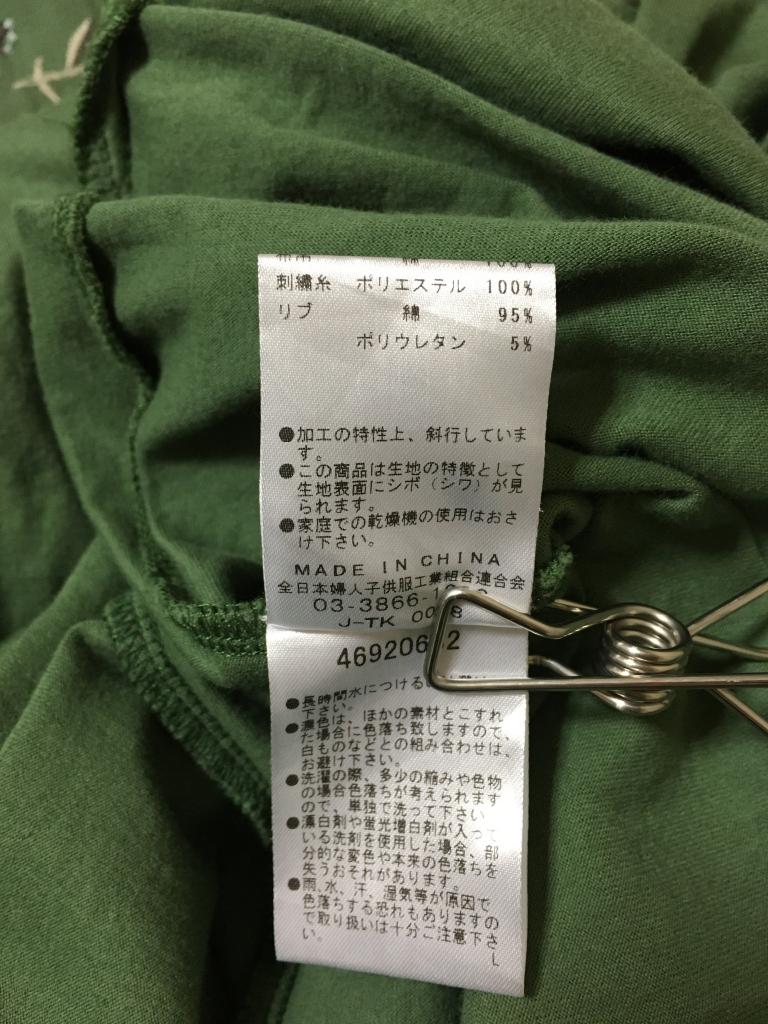 綿 100%
刺繡糸 ポリエステル 100%
リブ 綿 95%
ポリウレタン 5%
●加工の特性上、斜行していま
す。
●この商品は生地の特徴として
生地表面にシボ(シワ)が見
られます。
●家庭での乾燥機の使用はおさ
け下さい。
MADE IN CHINA
全日本婦人子供服工業組合連合会
03-3866-
J-TK
●長時間水につける
下さい。
●濃色は、ほかの素材とこすれ
た場合に色落ち致しますので、
白ものなどとの組み合わせは、
お避け下さい。
●洗濯の際、多少の縮みや色物
の場合色落ちが考えられます
ので、単独で洗って下さい
●漂白剤や蛍光増白剤が入って
いる洗剤を使用した場合、部
分的な変色や本来の色落ちを
失うおそれがあります。
●雨、水、汗、湿気等が原因で
色落ちする恐れもありますの
で取り扱いは十分ご注意下さ
い。
L